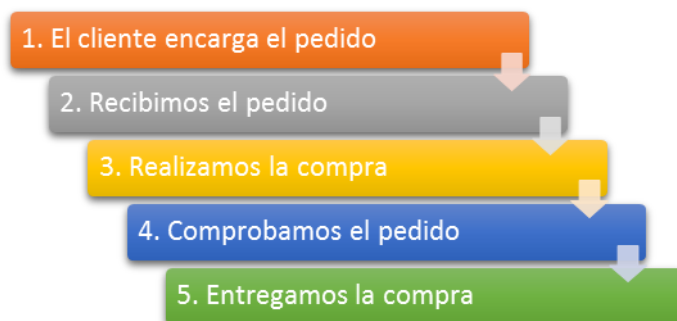 1. El cliente encarga el pedido
2. Recibimos el pedido
3. Realizamos la compra
4. Comprobamos el pedido
5. Entregamos la compra